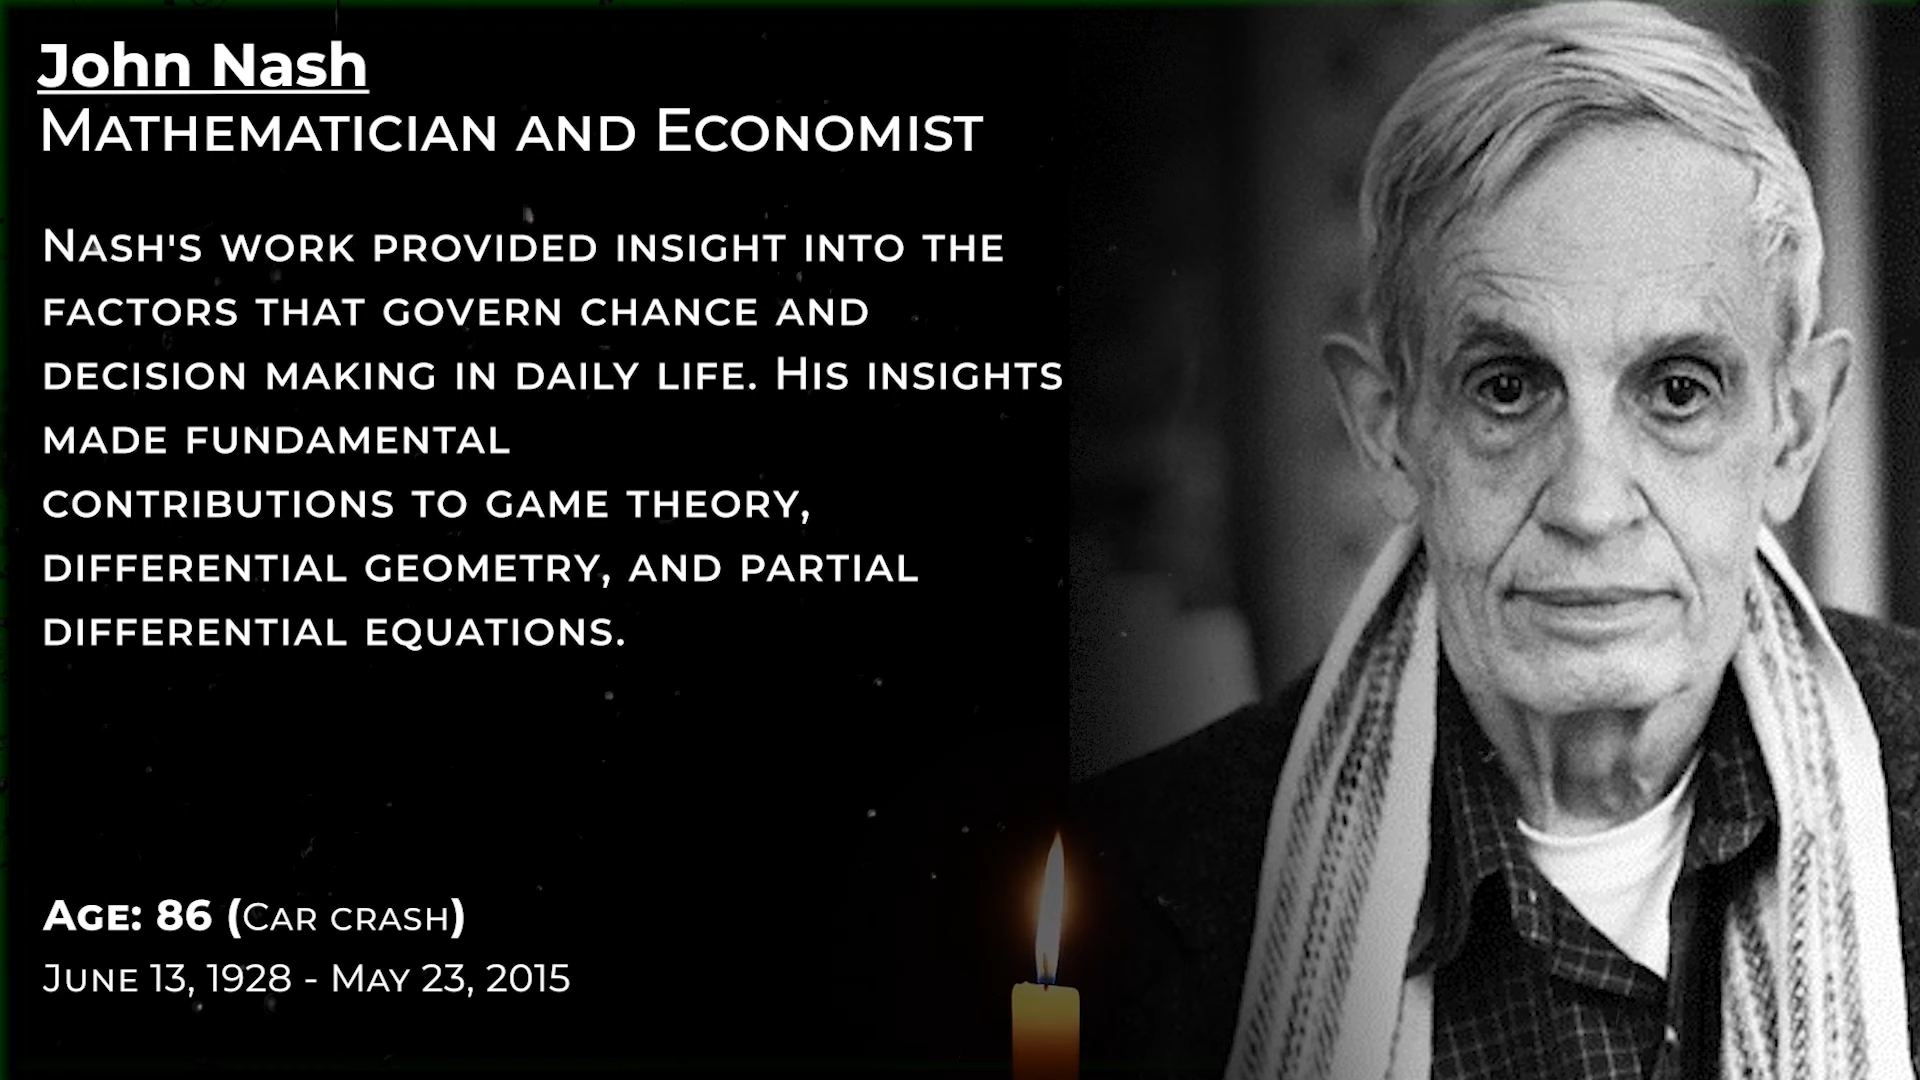 John Nash
Mathematician and Economist
Nash's work provided insight into the
factors that govern chance and
decision making in daily life. His insights
made fundamental
contributions to game theory,
differential geometry, and partial
differential equations.
Age: 86 (Car crash)
June 13, 1928 - May 23, 2015